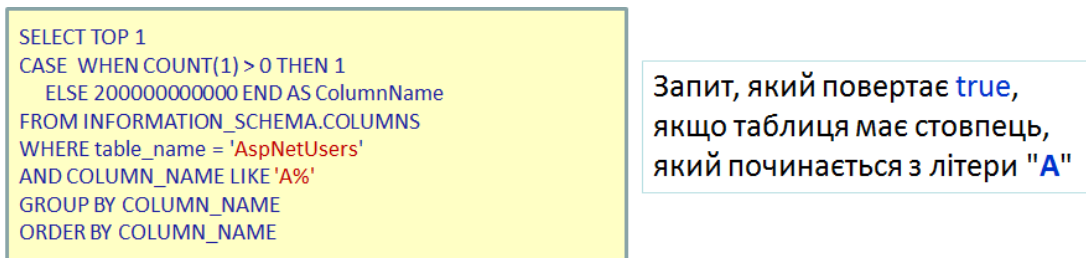 SELECT TOP 1
CASE WHEN COUNT(1) > 0 THEN 1
ELSE 200000000000 END AS ColumnName
FROM INFORMATION_SCHEMA.COLUMNS
WHERE table_name = 'AspNetUsers'
AND COLUMN_NAME LIKE 'A%'
GROUP BY COLUMN_NAME
ORDER BY COLUMN_NAME
Запит, який повертає true,
якщо таблиця має стовпець,
який починається з літери "A"